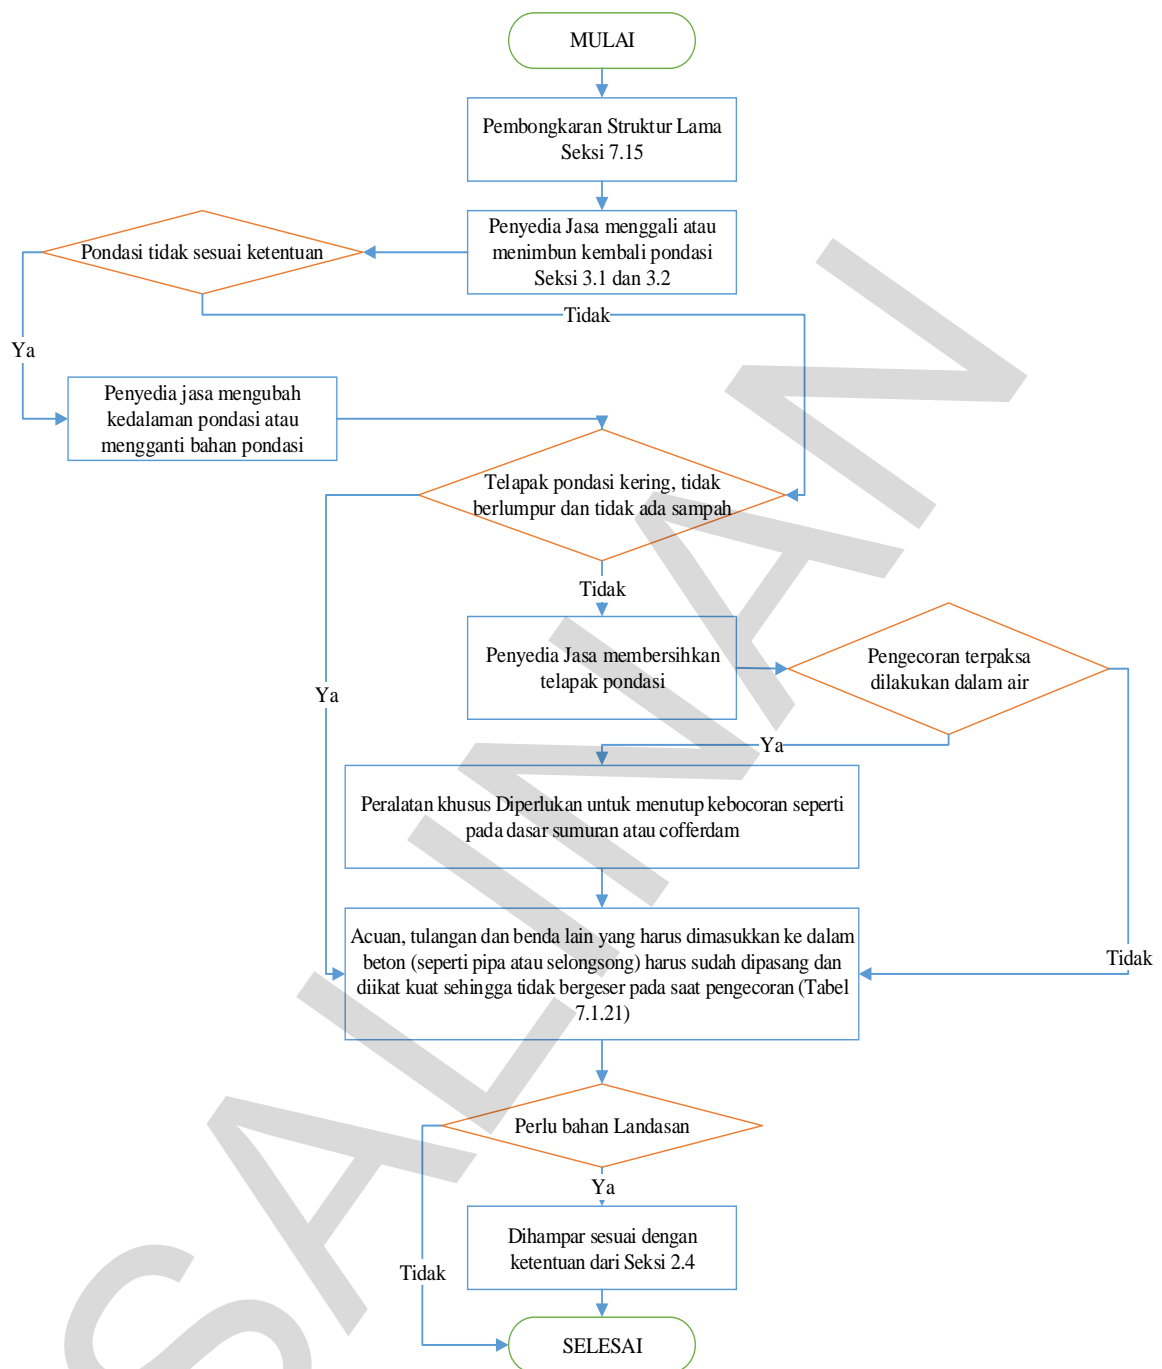 MULAI
Pembongkaran Struktur Lama
Seksi 7.15
Penyedia Jasa menggali atau
menimbun kembali pondasi
Seksi 3.1 dan 3.2
Pondasi tidak sesuai ketentuan
Tidak
Ya
Penyedia jasa mengubah
kedalaman pondasi atau
mengganti bahan pondasi
Telapak pondasi kering, tidak
berlumpur dan tidak ada sampah
Tidak
Penyedia Jasa membersihkan
telapak pondasi
Pengecoran terpaksa
dilakukan dalam air
Ya
Ya
Peralatan khusus Diperlukan untuk menutup kebocoran seperti
pada dasar sumuran atau cofferdam
Acuan, tulangan dan benda lain yang harus dimasukkan ke dalam
beton (seperti pipa atau selongsong) harus sudah dipasang dan
diikat kuat sehingga tidak bergeser pada saat pengecoran (Tabel
7.1.21)
Tidak
Perlu bahan Landasan
Ya
Dihampar sesuai dengan
ketentuan dari Seksi 2.4
Tidak
SELESAI
SALINAN